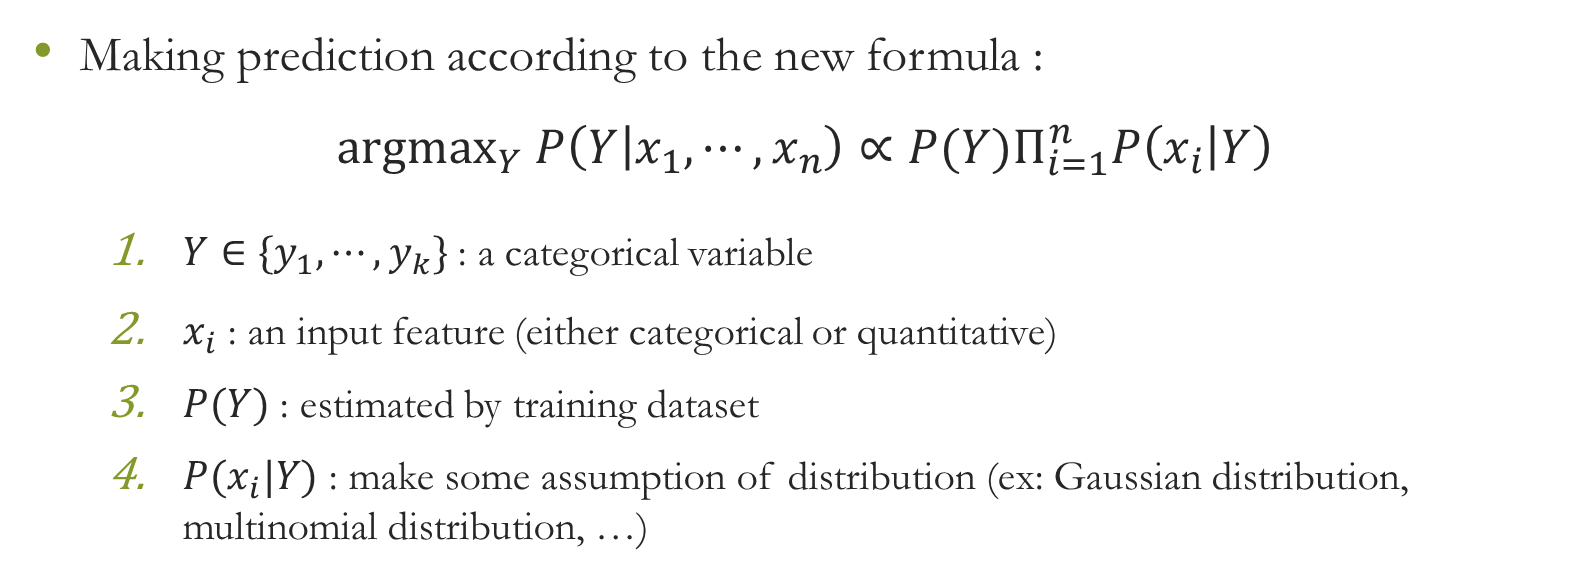 • Making prediction according to the new formula :
argmax_Y P(Y|x_1, ⋯ , x_n) ∝ P(Y)Π_{i=1}^n P(x_i|Y)
1. Y ∈ {y_1, ⋯ , y_k} : a categorical variable
2. x_i : an input feature (either categorical or quantitative)
3. P(Y) : estimated by training dataset
4. P(x_i|Y) : make some assumption of distribution (ex: Gaussian distribution,
multinomial distribution, …)